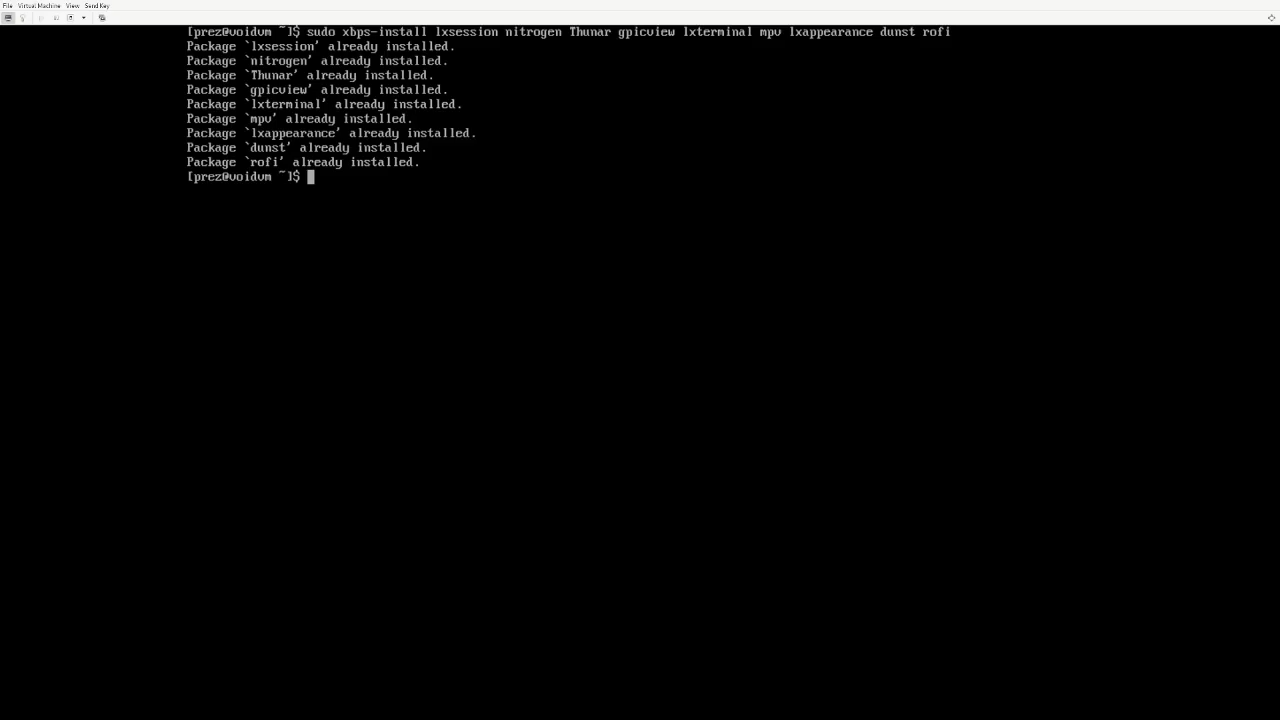 File Virtual Machine View Send Key
[prez@voidvm ~]$ sudo xbps-install lxsession nitrogen Thunar gpicview lxterminal mpv lxappearance dunst rofi
Package `lxsession' already installed.
Package `nitrogen' already installed.
Package `Thunar' already installed.
Package `gpicview' already installed.
Package `lxterminal' already installed.
Package `mpv' already installed.
Package `lxappearance' already installed.
Package `dunst' already installed.
Package `rofi' already installed.
[prez@voidvm ~]$